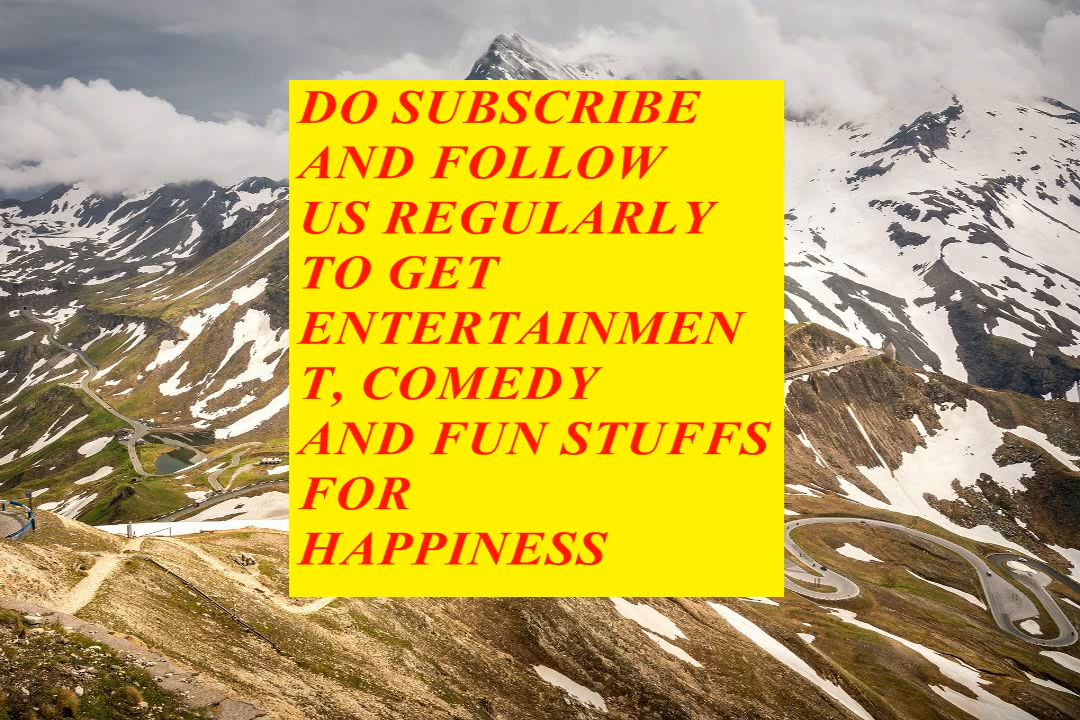 DO SUBSCRIBE
AND FOLLOW
US REGULARLY
TO GET
ENTERTAINMEN
T, COMEDY
AND FUN STUFFS
FOR
HAPPINESS